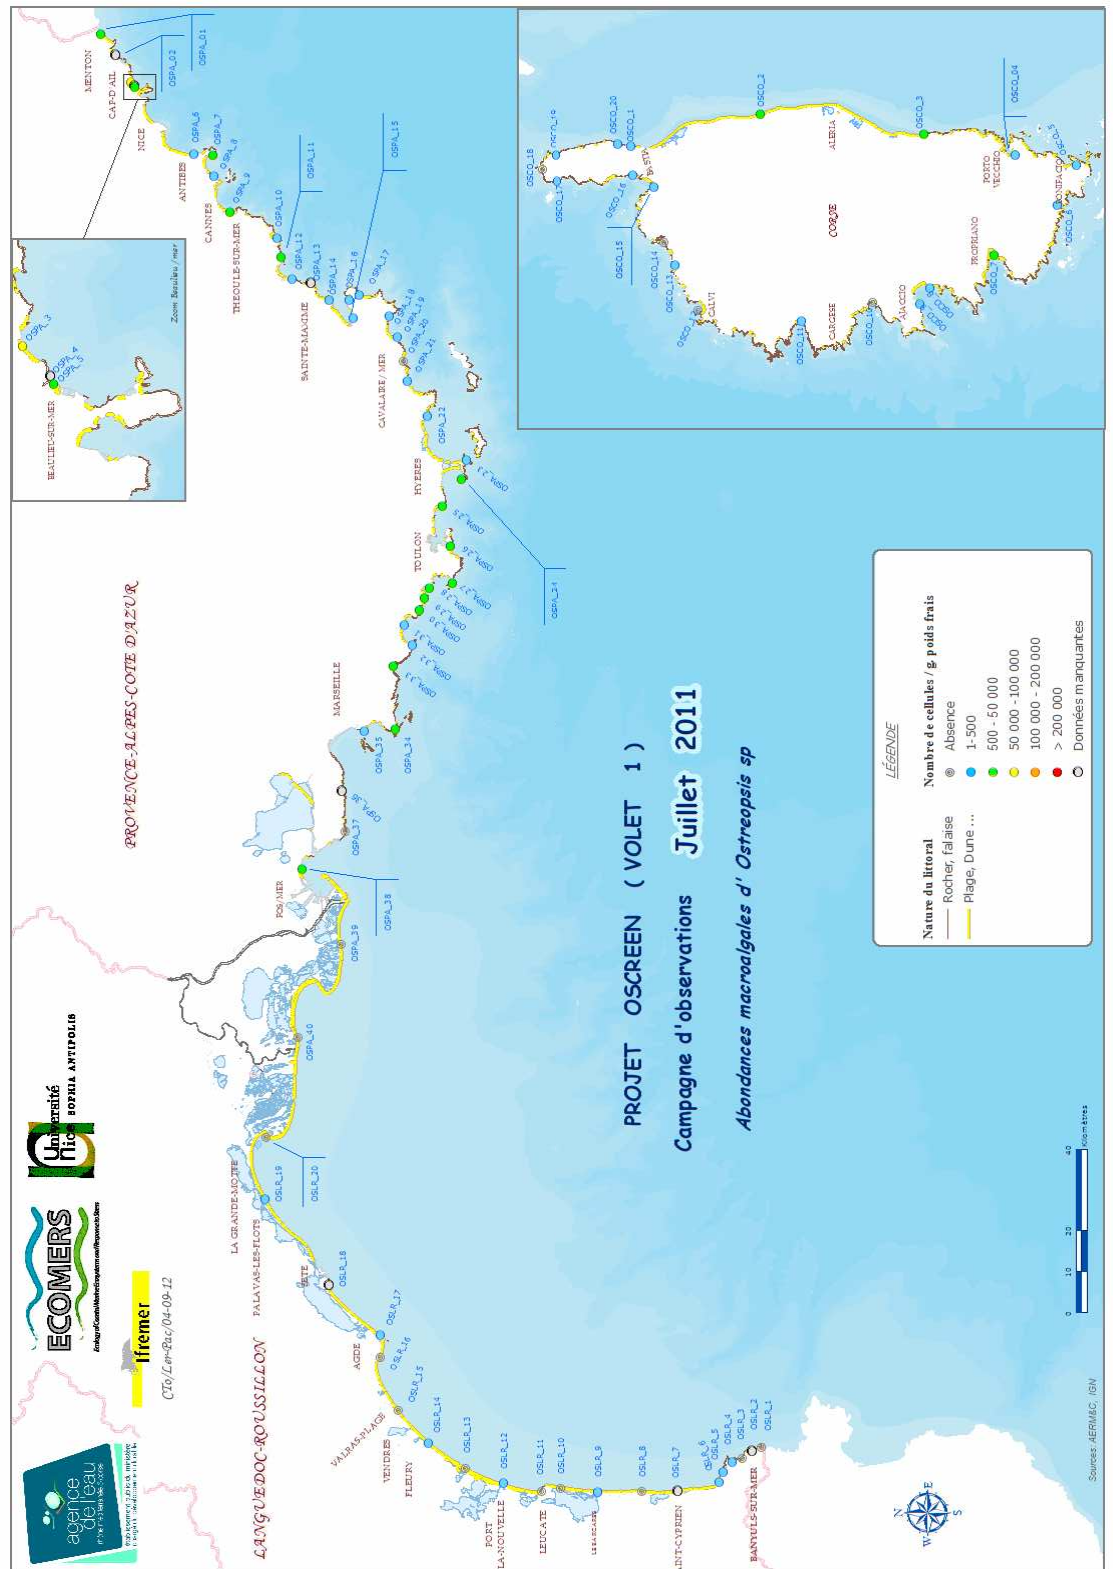 agence
de l'eau
ECOMERS
Université
nice SOPHIA ANTIPOLIS
Ifremer
CTo/Ler-Pac/04-09-12
LANGUEDOC-ROUSSILLON
PROVENCE-ALPES-COTE D'AZUR
PROJET OSCREEN ( VOLET 1 )
Campagne d'observations Juillet 2011
Abondances macroalgales d' Ostreopsis sp
BANYULS-SUR-MER
LEUCATE
PORT
LA-NOUVELLE
FLEURY
VENDRES
VALRAS-PLAGE
AGDE
PALAVAS-LES-FLOTS
LA GRANDE-MOTTE
FOS/MER
MARSEILLE
TOULON
HYERES
CAVALAIRE/ MER
SAINTE-MAXIME
THEOULE-SUR-MER
CANNES
ANTIBES
NICE
CAP-D'AIL
MENTON
OSLR_1
OSLR_2
OSLR_3
OSLR_4
OSLR_5
OSLR_6
OSLR_7
OSLR_8
OSLR_9
OSLR_10
OSLR_11
OSLR_12
OSLR_13
OSLR_14
OSLR_15
OSLR_16
OSLR_17
OSLR_18
OSLR_19
OSLR_20
OSPA_40
OSPA_39
OSPA_38
OSPA_37
OSPA_36
OSPA_35
OSPA_34
OSPA_33
OSPA_32
OSPA_31
OSPA_30
OSPA_29
OSPA_28
OSPA_27
OSPA_26
OSPA_25
OSPA_24
OSPA_23
OSPA_22
OSPA_21
OSPA_20
OSPA_19
OSPA_18
OSPA_17
OSPA_16
OSPA_15
OSPA_14
OSPA_13
OSPA_12
OSPA_11
OSPA_10
OSPA_9
OSPA_8
OSPA_7
OSPA_6
OSPA_02
OSPA_01
BEAULIEU-SUR-MER
OSPA_5
OSPA_4
OSPA_3
Zoom Beaulieu / mer
CORSE
CALVI
CARGESE
AJACCIO
PROPRIANO
BONIFACIO
PORTO
VECCHIO
ALERIA
BASTIA
OSCO_1
OSCO_2
OSCO_3
OSCO_04
OSCO_5
OSCO_6
OSCO_7
OSCO_11
OSCO_13
OSCO_14
OSCO_15
OSCO_16
OSCO_18
OSCO_19
OSCO_20
LÉGENDE
Nature du littoral
Rocher, falaise
Plage, Dune ...
Nombre de cellules / g. poids frais
Absence
1-500
500 - 50 000
50 000 -100 000
100 000 - 200 000
> 200 000
Données manquantes
0 10 20 40
Kilomètres
N
E
S
W
Sources: AERM&C, IGN